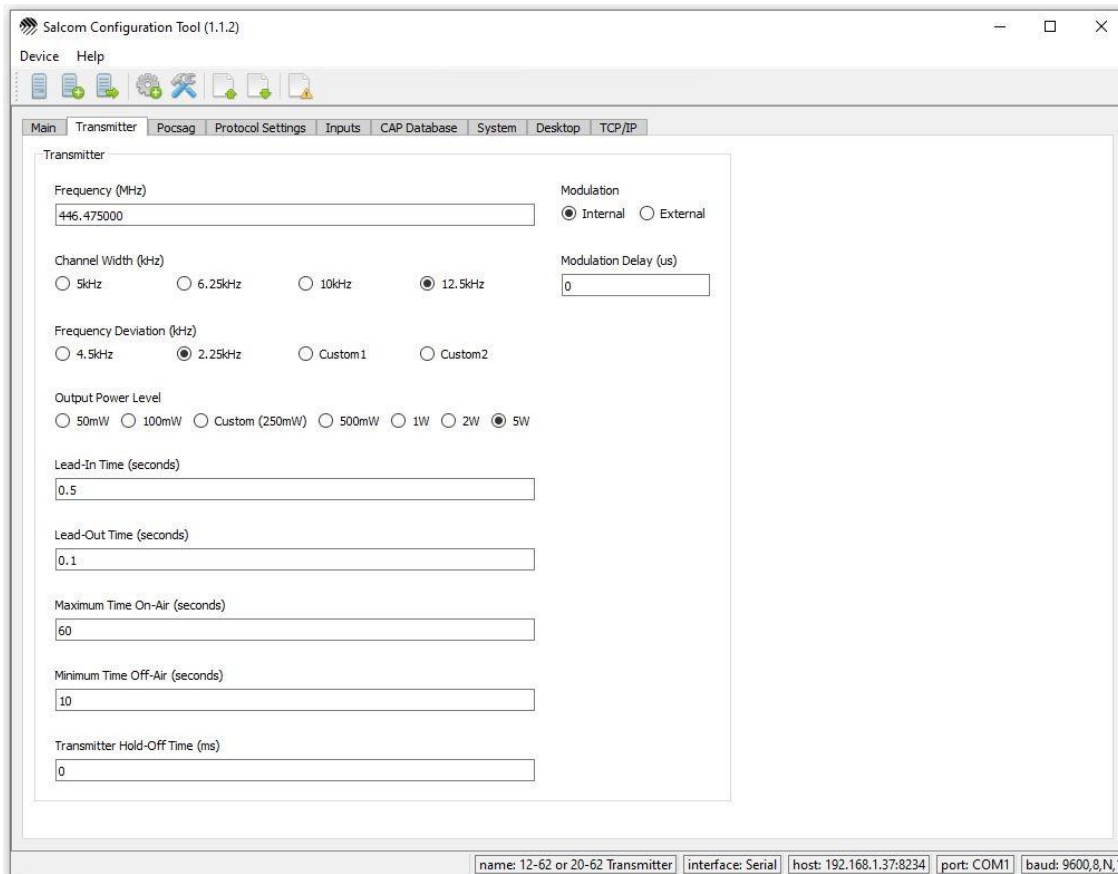 Salcom Configuration Tool (1.1.2)
Device Help
Main Transmitter Pocsag Protocol Settings Inputs CAP Database System Desktop TCP/IP
Transmitter
Frequency (MHz)
446.475000
Modulation
Internal External
Channel Width (kHz)
5kHz 6.25kHz 10kHz 12.5kHz
Modulation Delay (us)
0
Frequency Deviation (kHz)
4.5kHz 2.25kHz Custom1 Custom2
Output Power Level
50mW 100mW Custom (250mW) 500mW 1W 2W 5W
Lead-In Time (seconds)
0.5
Lead-Out Time (seconds)
0.1
Maximum Time On-Air (seconds)
60
Minimum Time Off-Air (seconds)
10
Transmitter Hold-Off Time (ms)
0
name: 12-62 or 20-62 Transmitter interface: Serial host: 192.168.1.37:8234 port: COM1 baud: 9600,8,N,